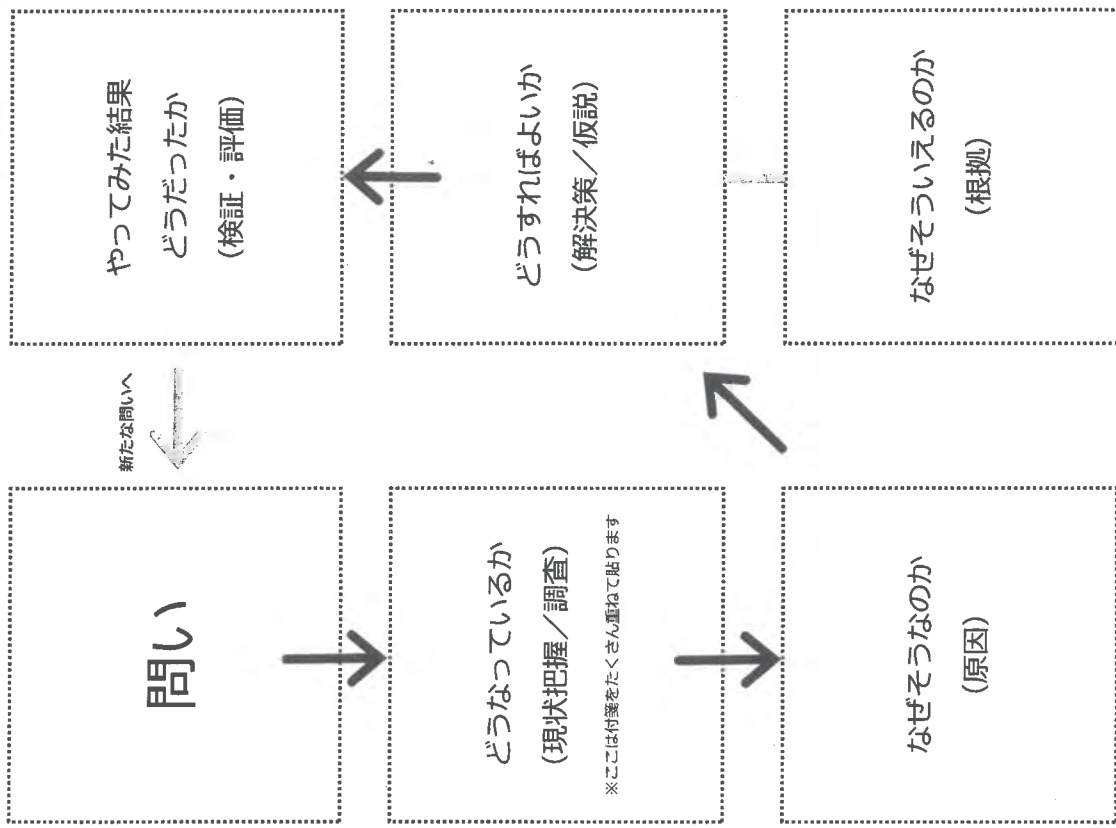 問い
新たな問いへ
やってみた結果
どうだったか
(検証・評価)
どうなっているか
(現状把握/調査)
※ここは付箋をたくさん重ねて貼ります
どうすればよいか
(解決策/仮説)
なぜそうなのか
(原因)
なぜそういえるのか
(根拠)